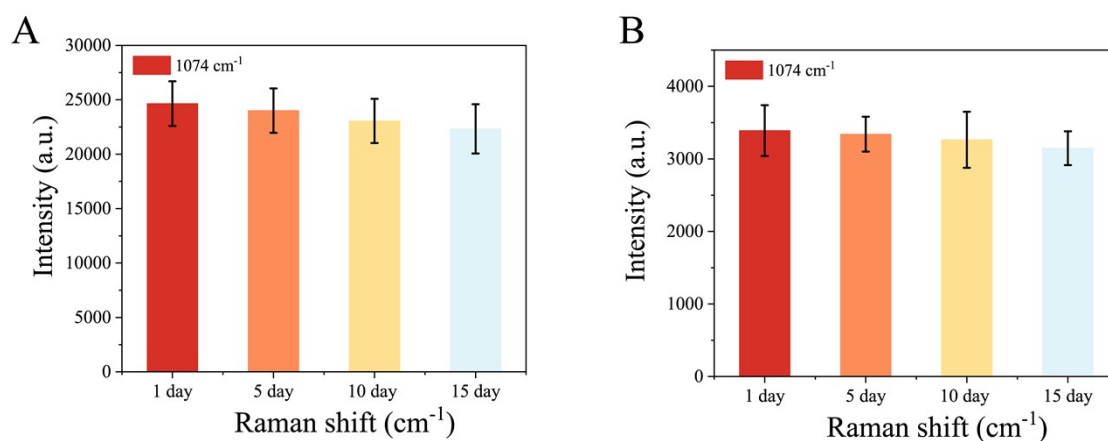 A
30000
25000
20000
15000
10000
5000
0
Intensity (a.u.)
1074 cm⁻¹
1 day
5 day
10 day
15 day
Raman shift (cm⁻¹)
B
4000
3000
2000
1000
0
Intensity (a.u.)
1074 cm⁻¹
1 day
5 day
10 day
15 day
Raman shift (cm⁻¹)